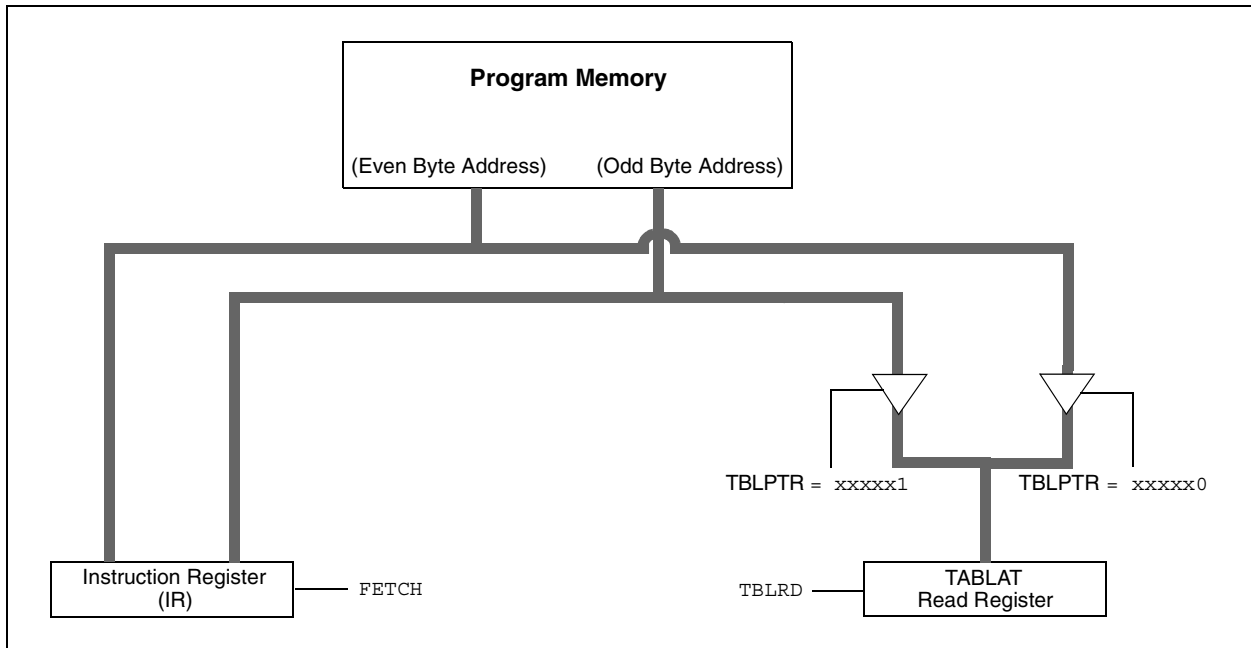 Program Memory
(Even Byte Address) (Odd Byte Address)
TBLPTR = xxxxx1 TBLPTR = xxxxx0
Instruction Register
(IR)
FETCH
TBLRD
TABLAT
Read Register